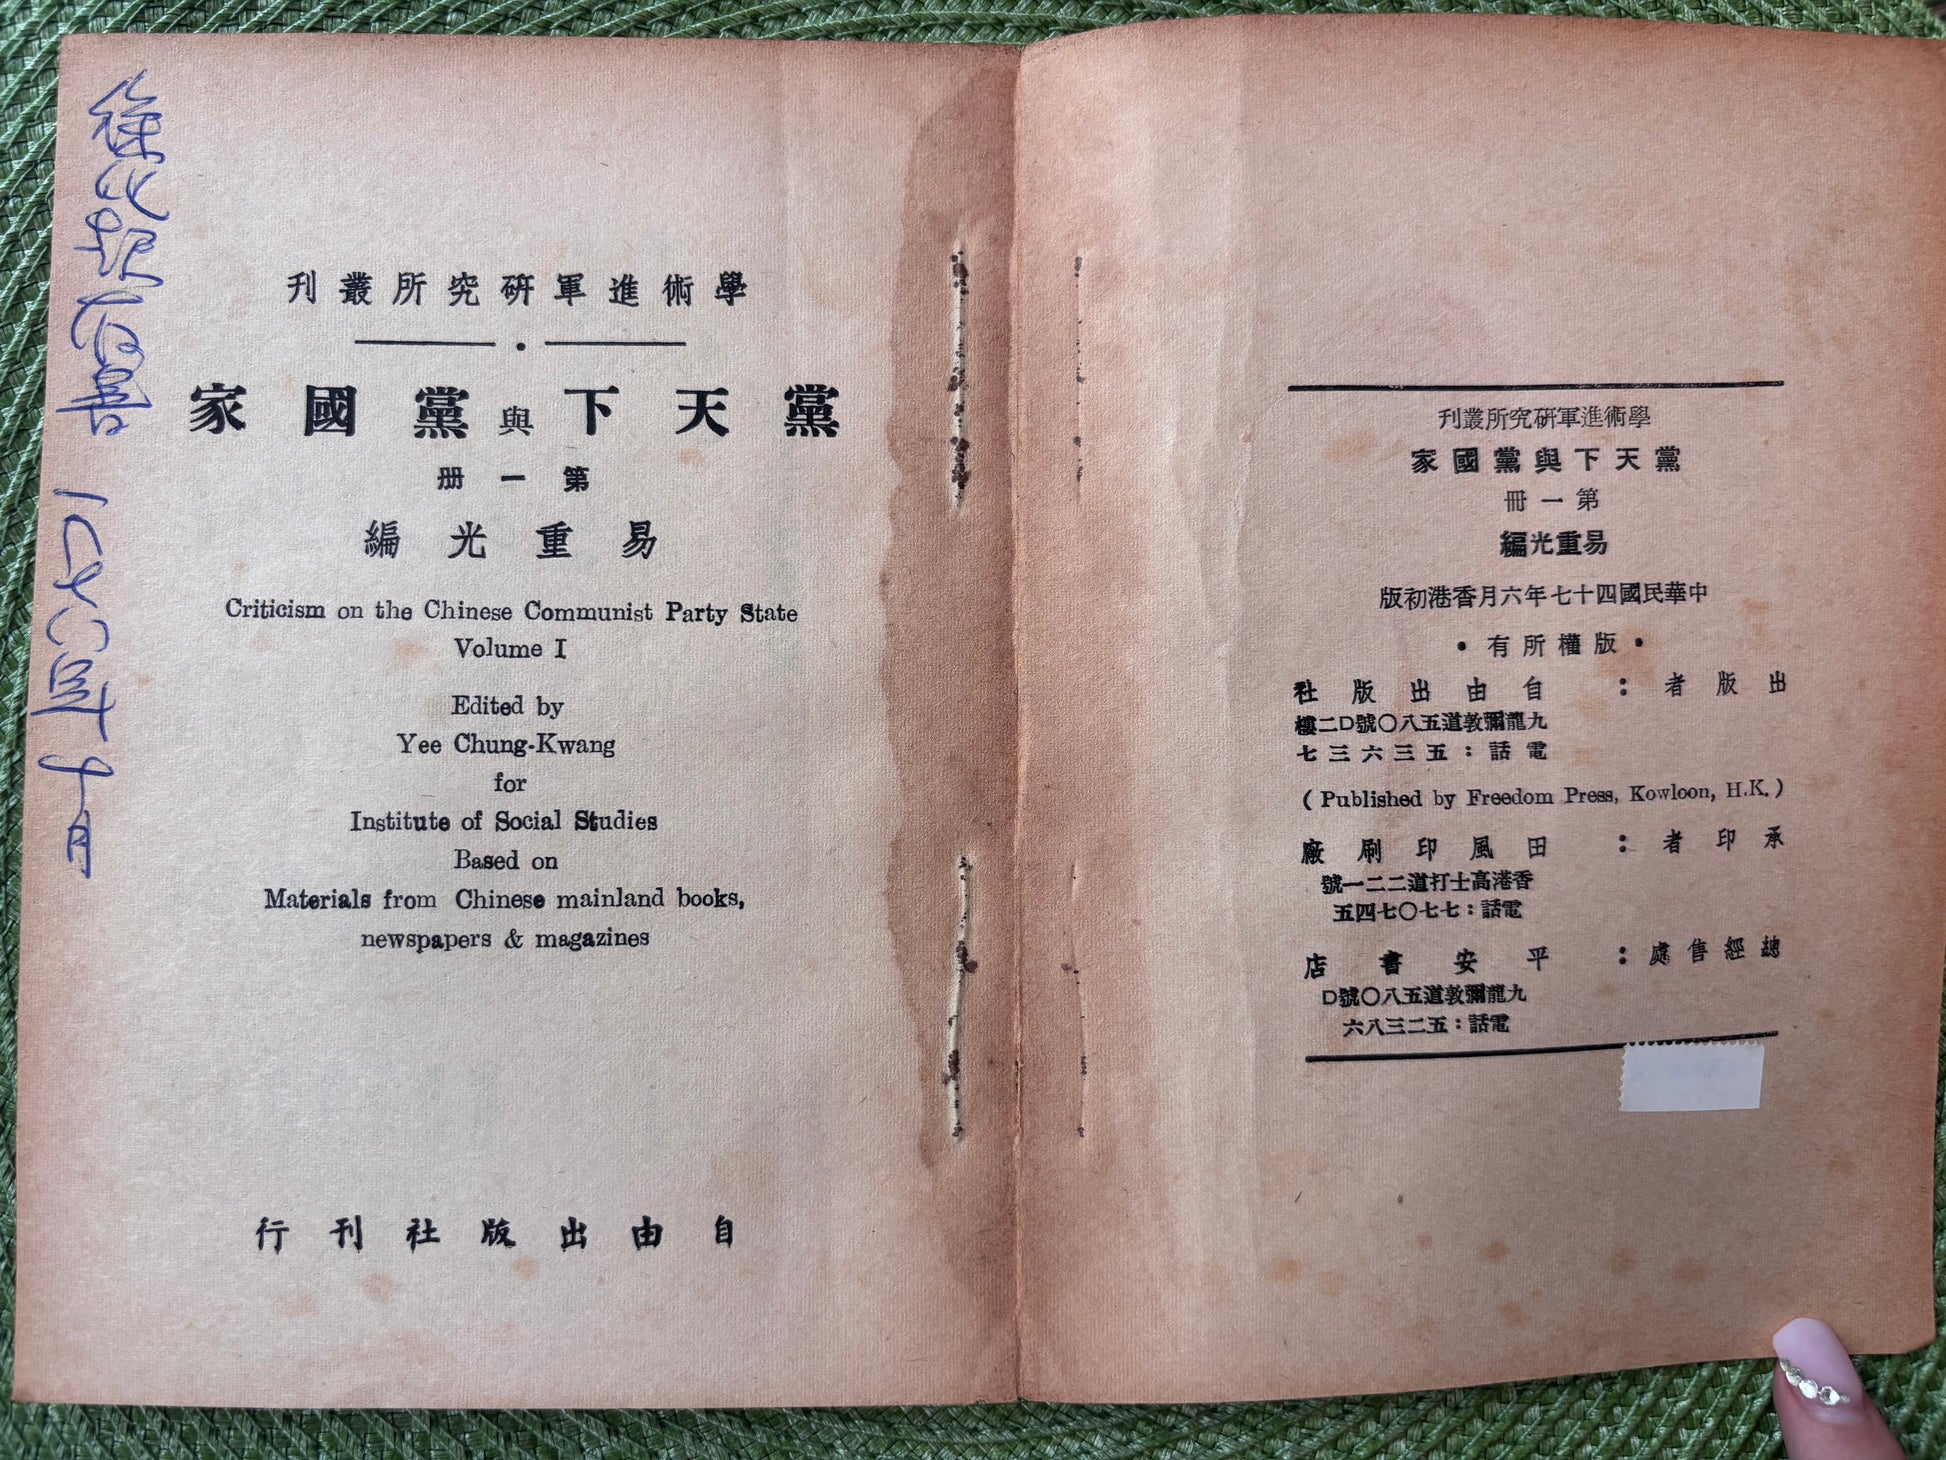 學術進軍硏究所叢刊
黨天下與黨國家
第一册
易重光編
Criticism on the Chinese Communist Party State
Volume I
Edited by
Yee Chung-Kwang
for
Institute of Social Studies
Based on
Materials from Chinese mainland books,
newspapers & magazines
自由出版社刊行
學術進軍硏究所叢刊
黨天下與黨國家
第一冊
易重光編
中華民國四十七年六月香港初版
•版權所有•
出版者：自由出版社
九龍彌敦道五八〇號D二樓
電話：五三六三七
(Published by Freedom Press, Kowloon, H.K.)
承印者：田風印刷廠
香港高士打道二二一號
電話：七七〇七四五
總經售處：平安書店
九龍彌敦道五八〇號D
電話：五二三八六